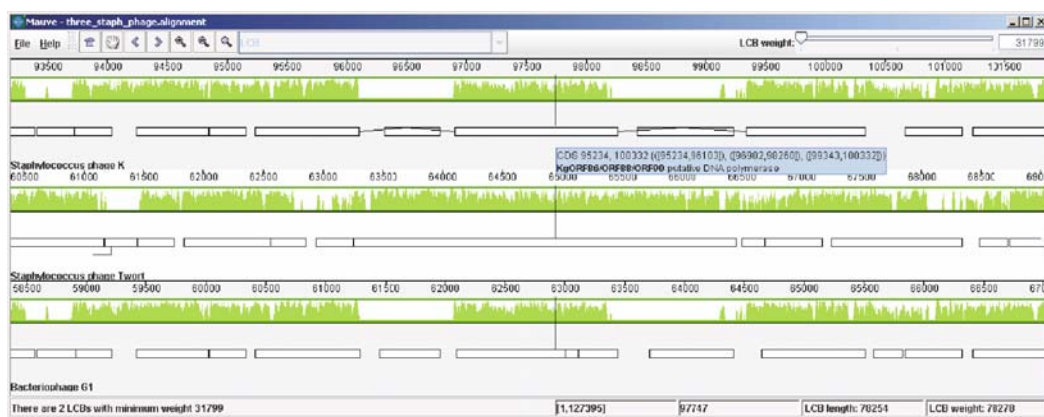 Mauve - three_staph_phage.alignment
File Help LCB LCB weight: 31799
93500 94000 94500 95000 95500 96000 96500 97000 97500 98000 98500 99000 99500 100000 100500 101000 101500
CDS 95234, 100332 (([95234,96103]), ([96902,98260]), ([99343,100332]))
Staphylococcus phage K
KgORF86/ORF88/ORF90 putative DNA polymerase
60500 61000 61500 62000 62500 63000 63500 64000 64500 65000 65500 66000 66500 67000 67500 68000 68500
Staphylococcus phage Twort
58500 59000 59500 60000 60500 61000 61500 62000 62500 63000 63500 64000 64500 65000 65500 66000 66500
Bacteriophage G1
There are 2 LCBs with minimum weight 31799 [1,127395] 97747 LCB length: 78254 LCB weight: 78278